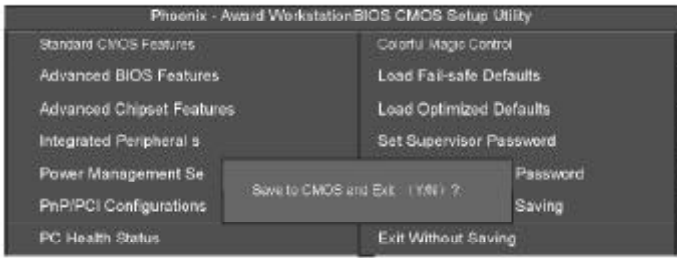 Phoenix - Award WorkstationBIOS CMOS Setup Utility
Standard CMOS Features
Colorful Magic Control
Advanced BIOS Features
Load Fail-safe Defaults
Advanced Chipset Features
Load Optimized Defaults
Integrated Peripheral s
Set Supervisor Password
Power Management Se
Password
Save to CMOS and Exit (Y/N) ?
PnP/PCI Configurations
Saving
PC Health Status
Exit Without Saving